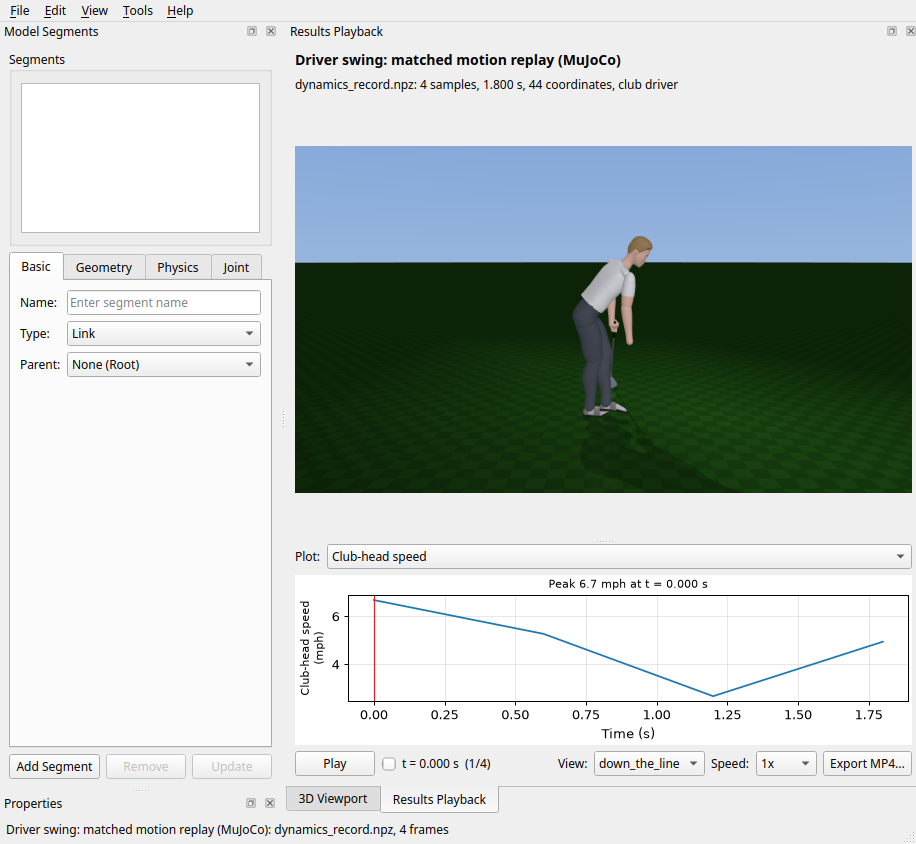 File Edit View Tools Help
Model Segments
Segments
Basic Geometry Physics Joint
Name: Enter segment name
Type: Link
Parent: None (Root)
Add Segment Remove Update
Properties
Results Playback
Driver swing: matched motion replay (MuJoCo)
dynamics_record.npz: 4 samples, 1.800 s, 44 coordinates, club driver
Plot: Club-head speed
Peak 6.7 mph at t = 0.000 s
Club-head speed
(mph)
6
4
0.00 0.25 0.50 0.75 1.00 1.25 1.50 1.75
Time (s)
Play t = 0.000 s (1/4) View: down_the_line Speed: 1x Export MP4...
3D Viewport Results Playback
Driver swing: matched motion replay (MuJoCo): dynamics_record.npz, 4 frames